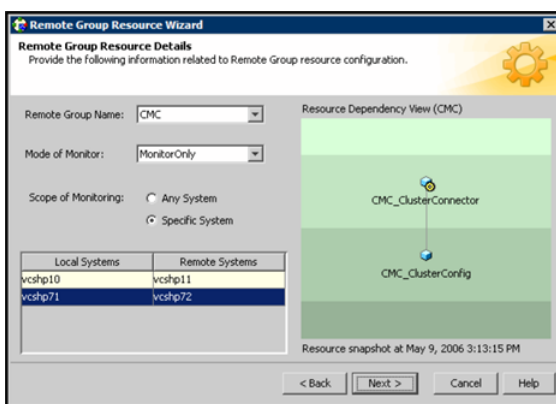 Remote Group Resource Wizard
Remote Group Resource Details
Provide the following information related to Remote Group resource configuration.
Remote Group Name:
CMC
Mode of Monitor:
MonitorOnly
Scope of Monitoring:
Any System
Specific System
Local Systems
Remote Systems
vcshp10
vcshp11
vcshp71
vcshp72
Resource Dependency View (CMC)
CMC_ClusterConnector
CMC_ClusterConfig
Resource snapshot at May 9, 2006 3:13:15 PM
< Back
Next >
Cancel
Help